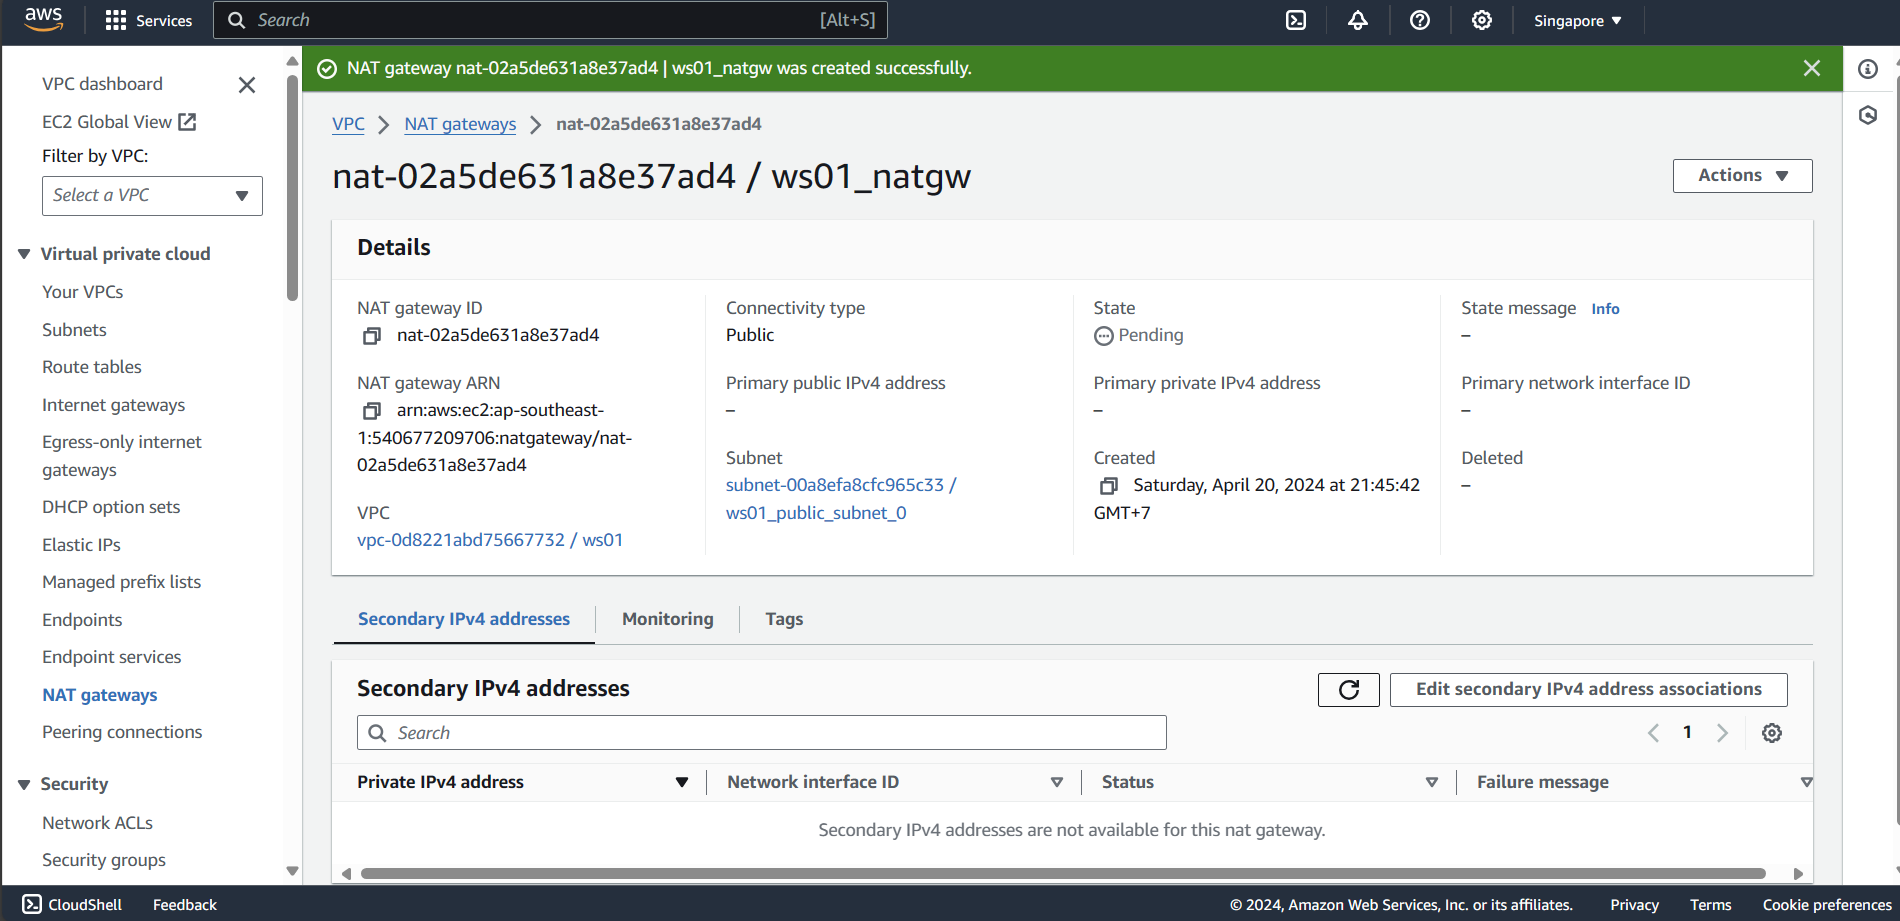 aws
Services
Search
[Alt+S]
Singapore
VPC dashboard
EC2 Global View
Filter by VPC:
Select a VPC
Virtual private cloud
Your VPCs
Subnets
Route tables
Internet gateways
Egress-only internet
gateways
DHCP option sets
Elastic IPs
Managed prefix lists
Endpoints
Endpoint services
NAT gateways
Peering connections
Security
Network ACLs
Security groups
NAT gateway nat-02a5de631a8e37ad4 | ws01_natgw was created successfully.
VPC > NAT gateways > nat-02a5de631a8e37ad4
nat-02a5de631a8e37ad4 / ws01_natgw
Actions
Details
NAT gateway ID
nat-02a5de631a8e37ad4
NAT gateway ARN
arn:aws:ec2:ap-southeast-
1:540677209706:natgateway/nat-
02a5de631a8e37ad4
VPC
vpc-0d8221abd75667732 / ws01
Connectivity type
Public
Primary public IPv4 address
–
Subnet
subnet-00a8efa8cfc965c33 /
ws01_public_subnet_0
State
Pending
Primary private IPv4 address
–
Created
Saturday, April 20, 2024 at 21:45:42
GMT+7
State message Info
–
Primary network interface ID
–
Deleted
–
Secondary IPv4 addresses
Monitoring
Tags
Secondary IPv4 addresses
Edit secondary IPv4 address associations
Search
1
Private IPv4 address
Network interface ID
Status
Failure message
Secondary IPv4 addresses are not available for this nat gateway.
CloudShell
Feedback
© 2024, Amazon Web Services, Inc. or its affiliates.
Privacy
Terms
Cookie preferences